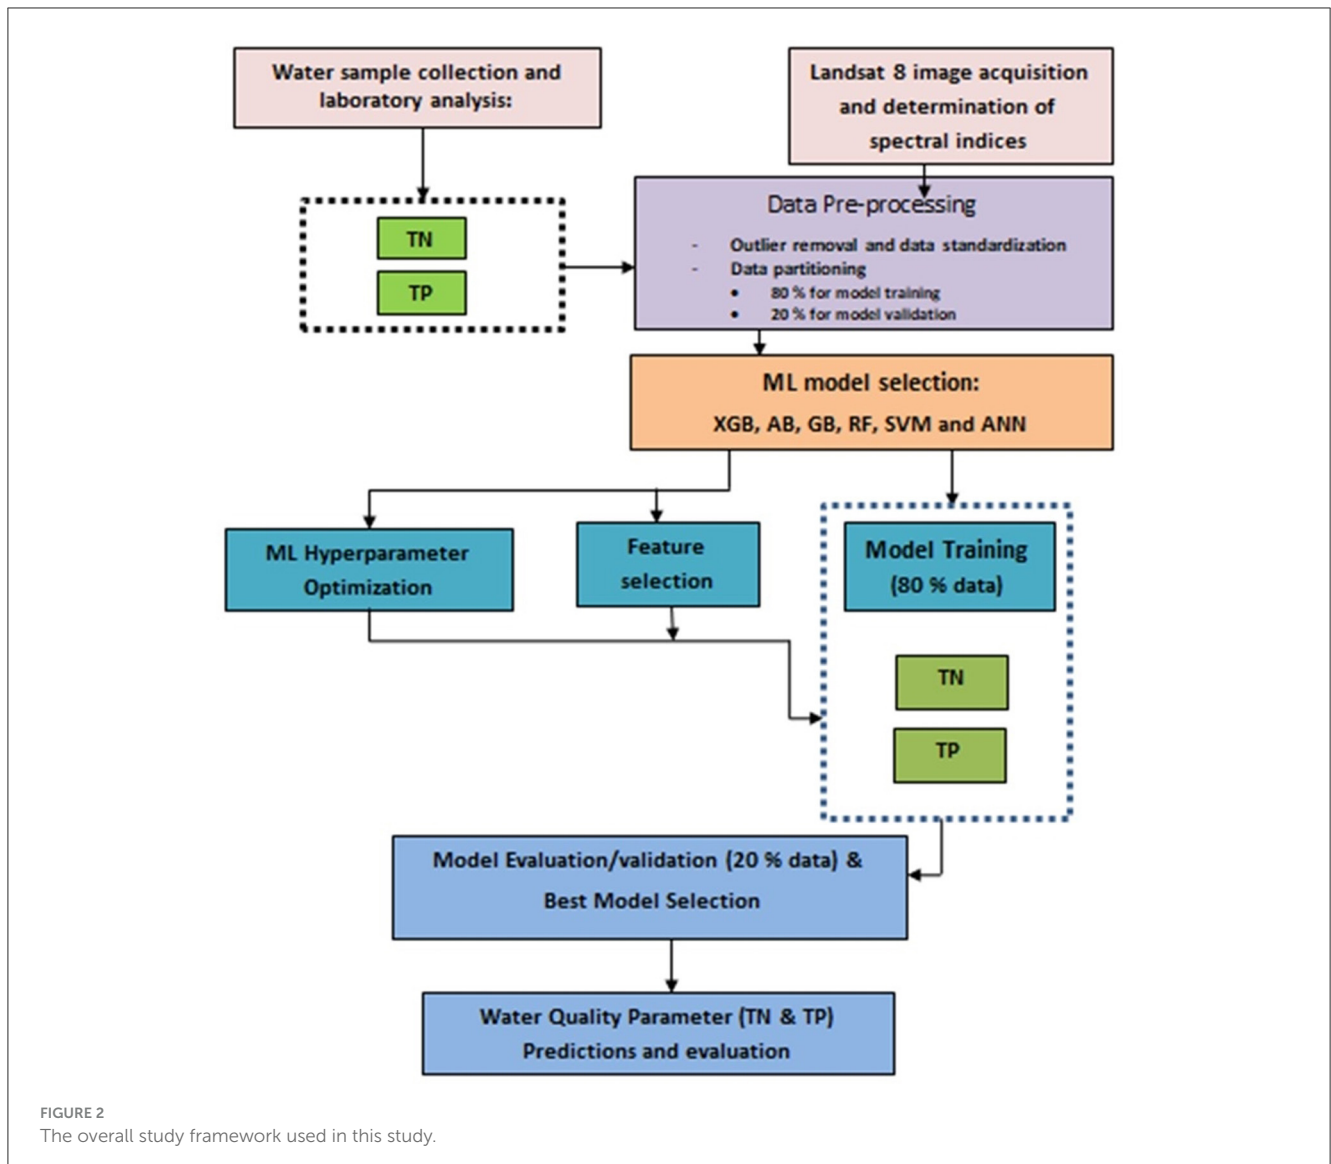 Water sample collection and
laboratory analysis:
Landsat 8 image acquisition
and determination of
spectral indices
TN
TP
Data Pre-processing
- Outlier removal and data standardization
- Data partitioning
• 80 % for model training
• 20 % for model validation
ML model selection:
XGB, AB, GB, RF, SVM and ANN
ML Hyperparameter
Optimization
Feature
selection
Model Training
(80 % data)
TN
TP
Model Evaluation/validation (20 % data) &
Best Model Selection
Water Quality Parameter (TN & TP)
Predictions and evaluation
FIGURE 2
The overall study framework used in this study.